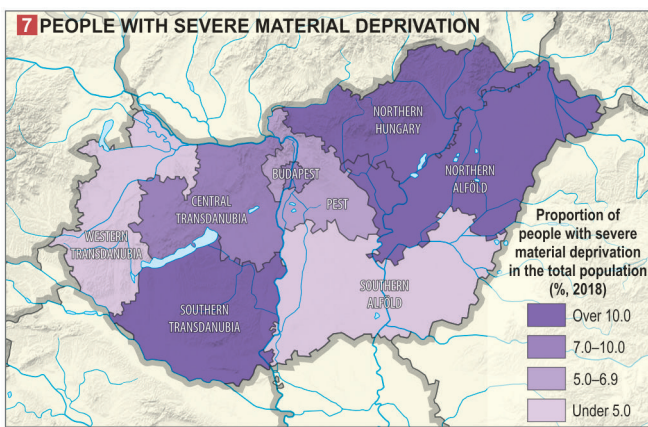 7 PEOPLE WITH SEVERE MATERIAL DEPRIVATION
NORTHERN
HUNGARY
NORTHERN
ALFÖLD
BUDAPEST
PEST
CENTRAL
TRANSDANUBIA
WESTERN
TRANSDANUBIA
SOUTHERN
TRANSDANUBIA
SOUTHERN
ALFÖLD
Proportion of
people with severe
material deprivation
in the total population
(%, 2018)
Over 10.0
7.0–10.0
5.0–6.9
Under 5.0